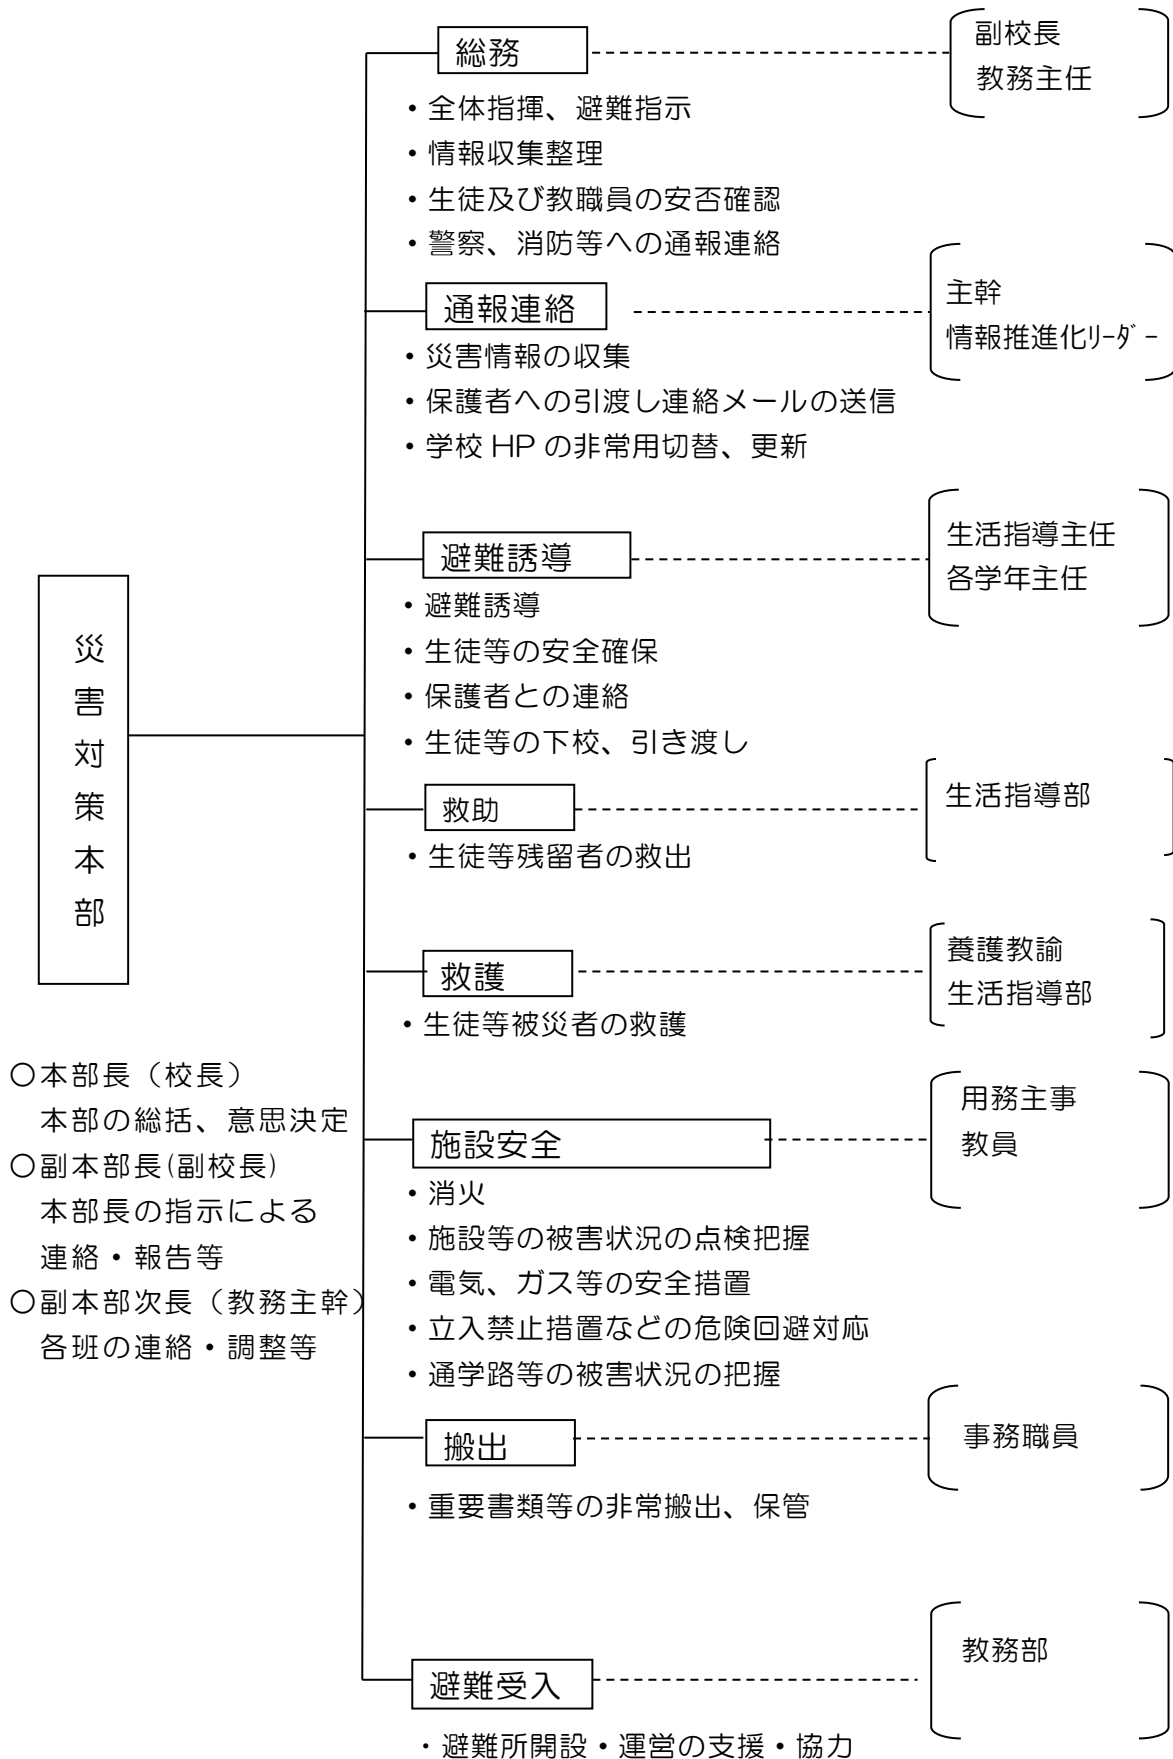 総務
副校長
教務主任
・全体指揮、避難指示
・情報収集整理
・生徒及び教職員の安否確認
・警察、消防等への通報連絡
通報連絡
主幹
情報推進化ﾘｰﾀﾞｰ
・災害情報の収集
・保護者への引渡し連絡メールの送信
・学校 HP の非常用切替、更新
避難誘導
生活指導主任
各学年主任
・避難誘導
・生徒等の安全確保
・保護者との連絡
・生徒等の下校、引き渡し
災害対策本部
救助
生活指導部
・生徒等残留者の救出
救護
養護教諭
生活指導部
・生徒等被災者の救護
〇本部長（校長）
本部の総括、意思決定
〇副本部長(副校長)
本部長の指示による
連絡・報告等
〇副本部次長（教務主幹）
各班の連絡・調整等
施設安全
用務主事
教員
・消火
・施設等の被害状況の点検把握
・電気、ガス等の安全措置
・立入禁止措置などの危険回避対応
・通学路等の被害状況の把握
搬出
事務職員
・重要書類等の非常搬出、保管
避難受入
教務部
・避難所開設・運営の支援・協力